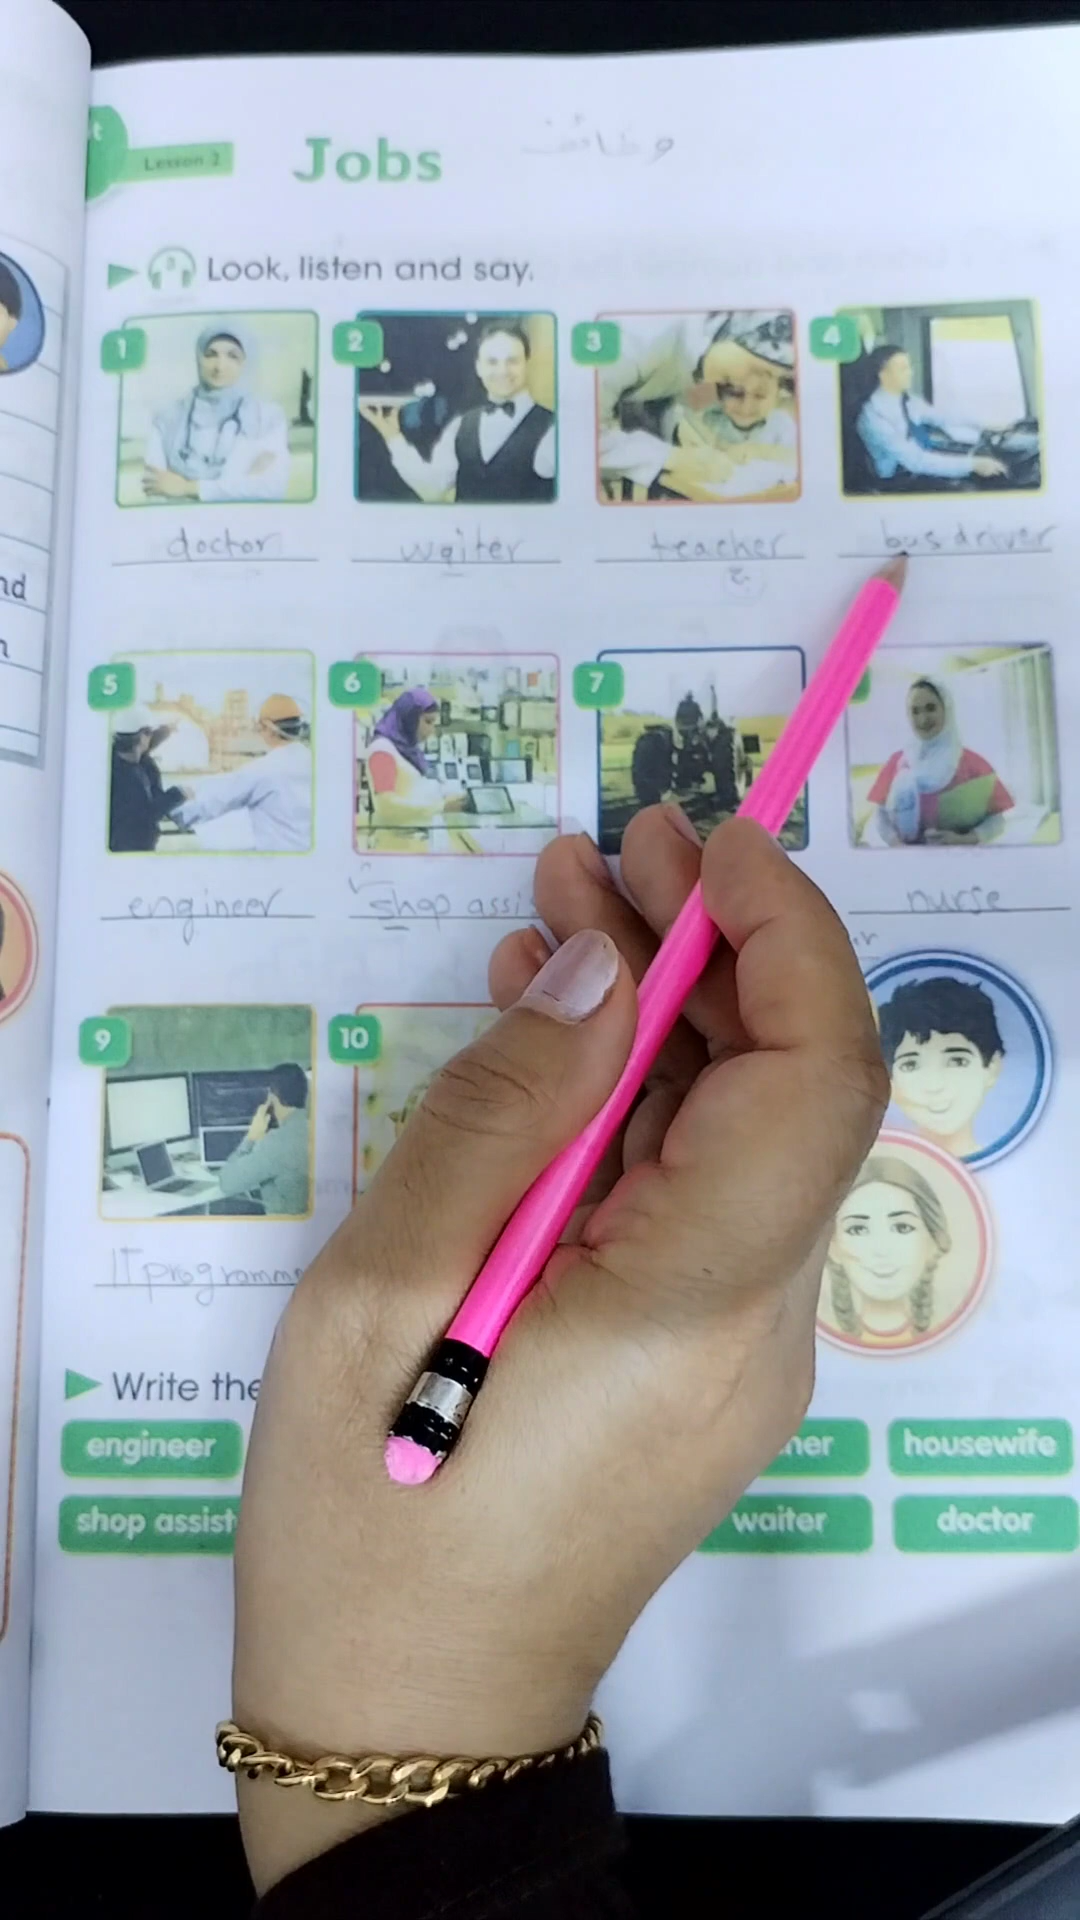 Lesson 2
Jobs
وظائف
Look, listen and say.
1
2
3
4
doctor
waiter
teacher
bus driver
5
6
7
engineer
shop assi
nurse
9
10
IT programme
Write the
engineer
housewife
shop assist
waiter
doctor